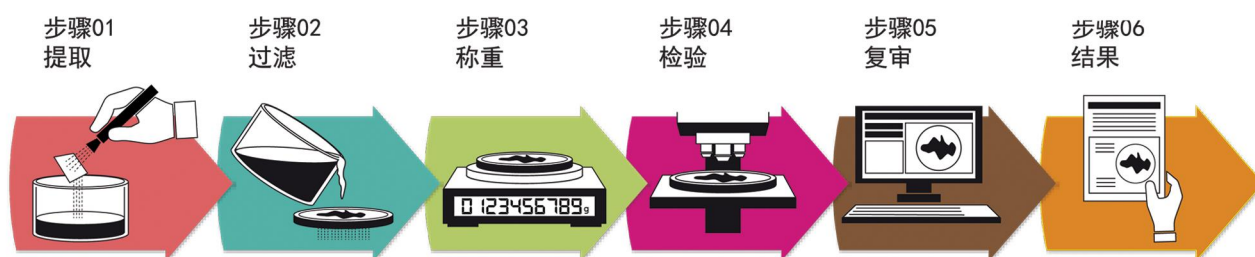 步骤01
提取
步骤02
过滤
步骤03
称重
步骤04
检验
步骤05
复审
步骤06
结果
0123456789g